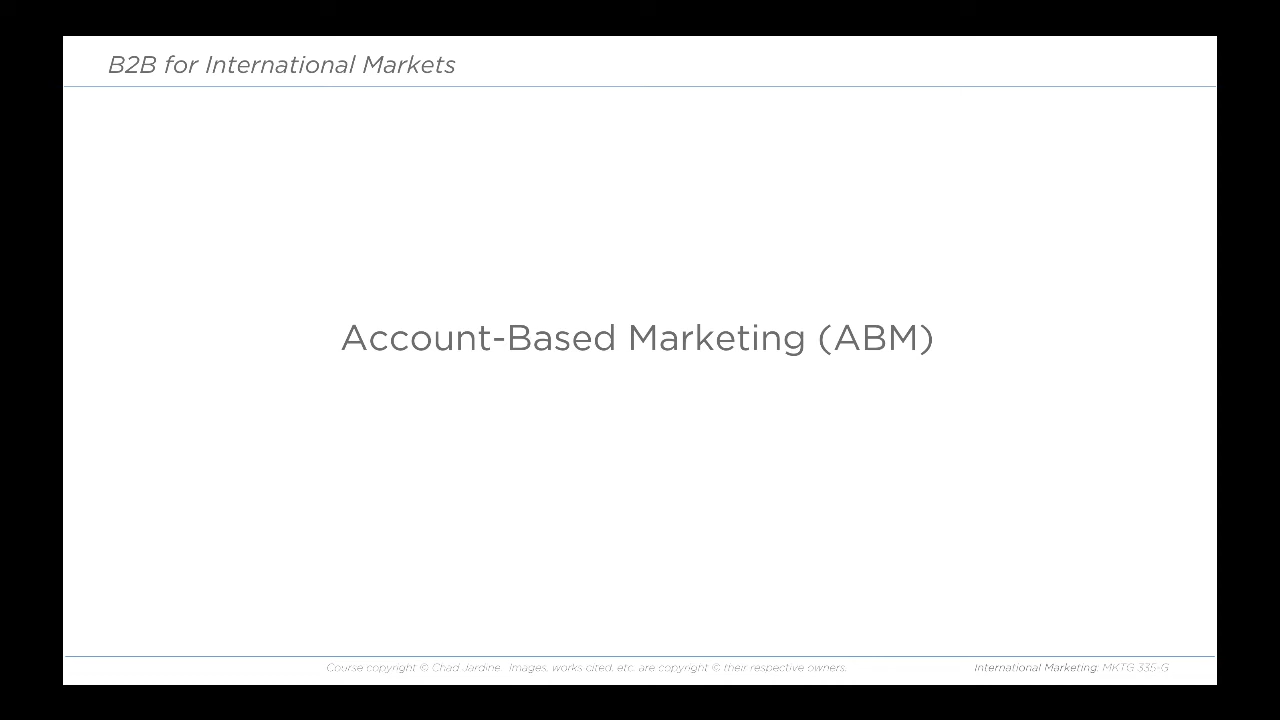 B2B for International Markets
Account-Based Marketing (ABM)
Course copyright © Chad Jardine. Images, works cited, etc. are copyright © their respective owners.
International Marketing: MKTG 335-G